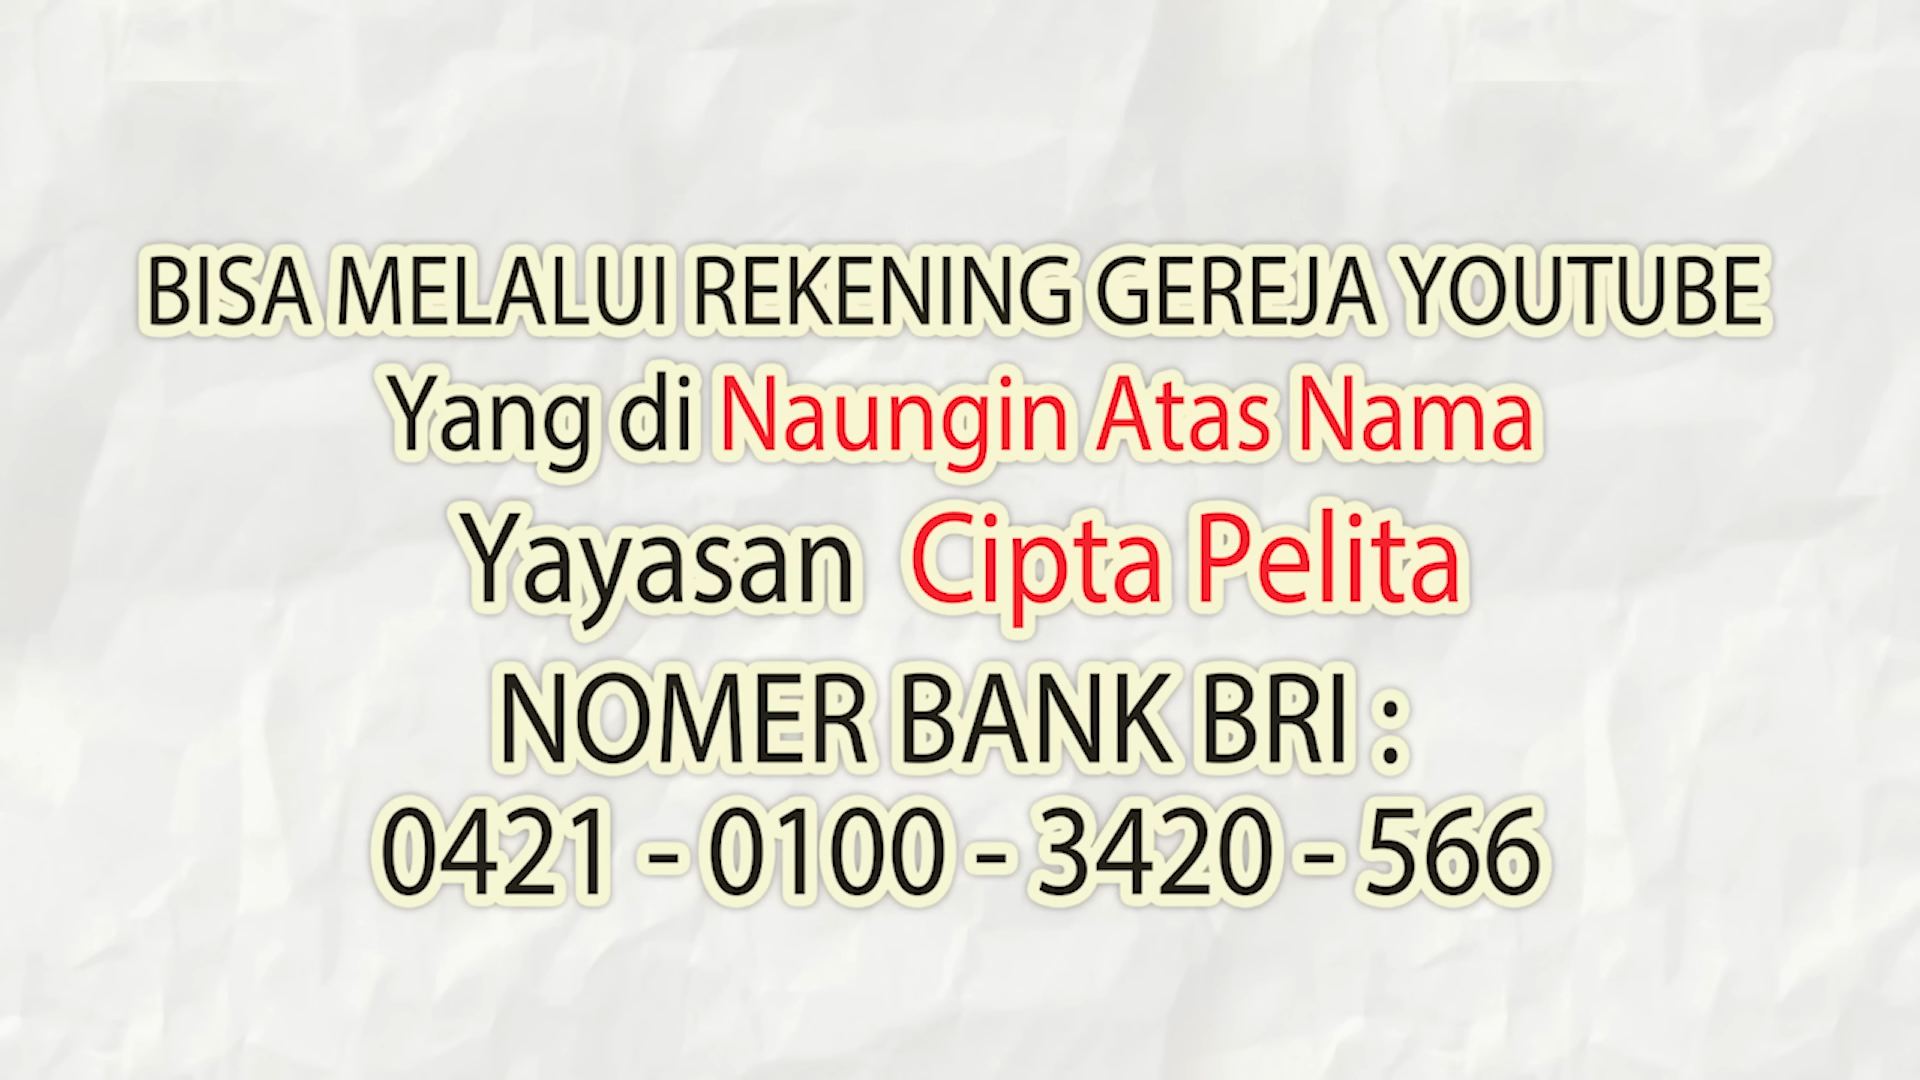 BISA MELALUI REKENING GEREJA YOUTUBE
Yang di Naungin Atas Nama
Yayasan Cipta Pelita
NOMER BANK BRI :
0421 - 0100 - 3420 - 566